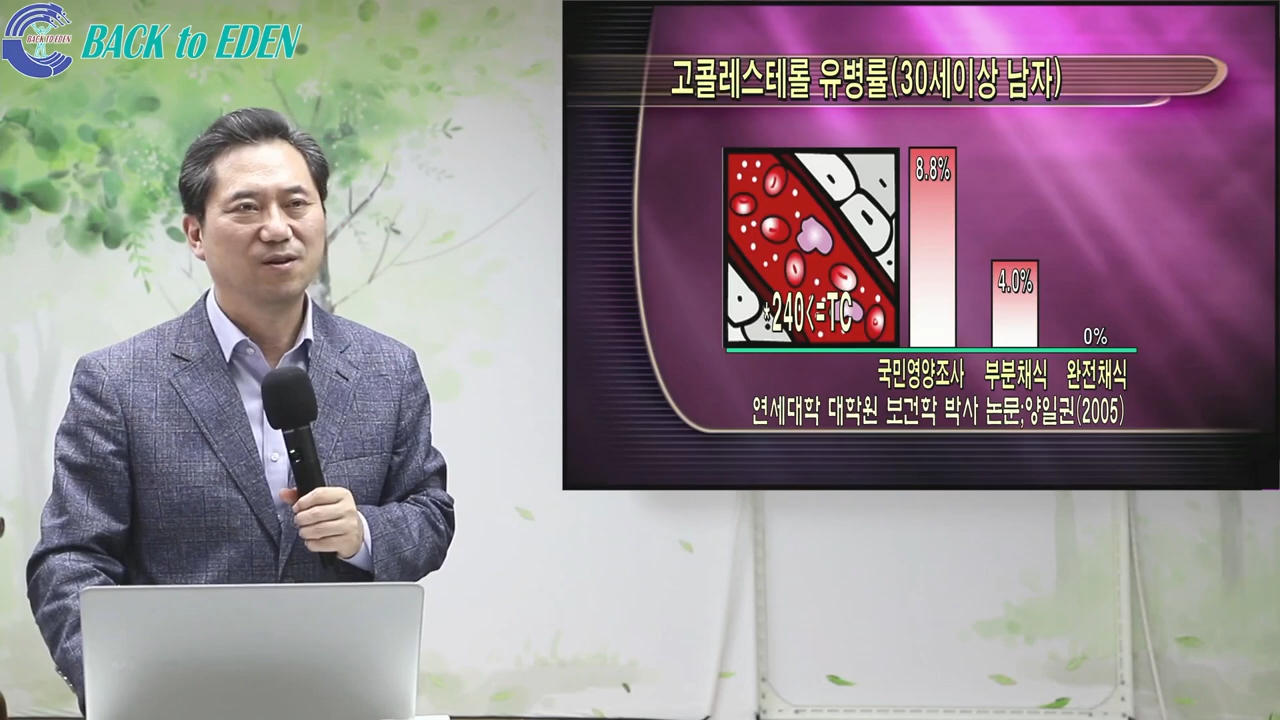 BACK TO EDEN
BACK to EDEN
고콜레스테롤 유병률(30세이상 남자)
8.8%
4.0%
*240<=TC
0%
국민영양조사 부분채식 완전채식
연세대학 대학원 보건학 박사 논문;양일권(2005)